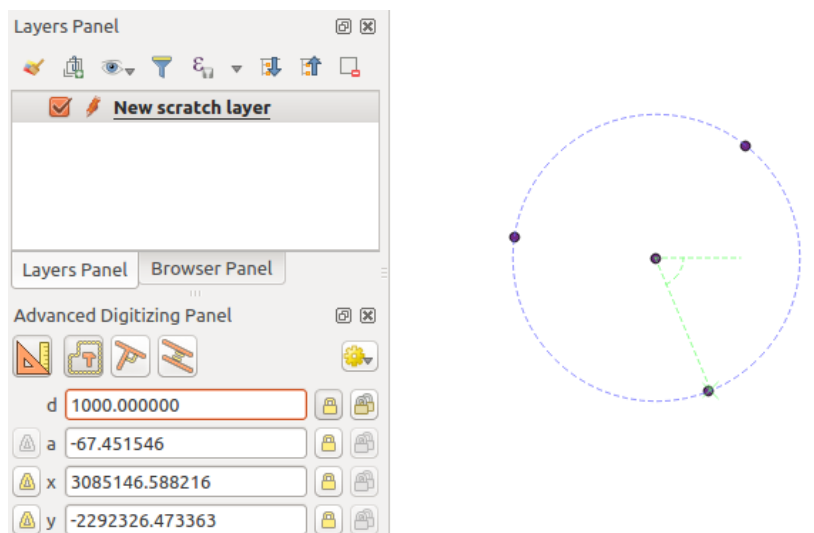 Layers Panel
New scratch layer
Layers Panel Browser Panel
Advanced Digitizing Panel
d 1000.000000
a -67.451546
x 3085146.588216
y -2292326.473363